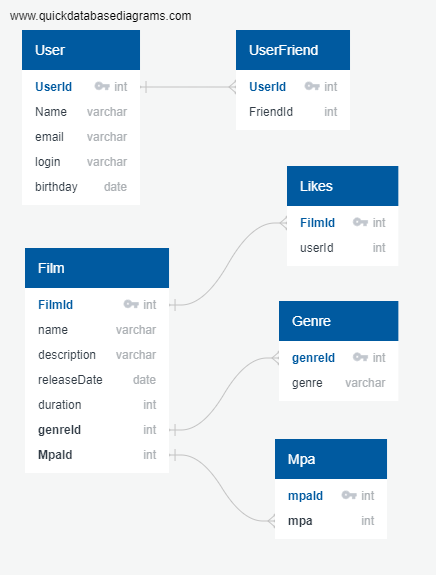 www.quickdatabasediagrams.com
User
UserId int
Name varchar
email varchar
login varchar
birthday date
UserFriend
UserId int
FriendId int
Likes
FilmId int
userId int
Film
FilmId int
name varchar
description varchar
releaseDate date
duration int
genreId int
MpaId int
Genre
genreId int
genre varchar
Mpa
mpaId int
mpa int